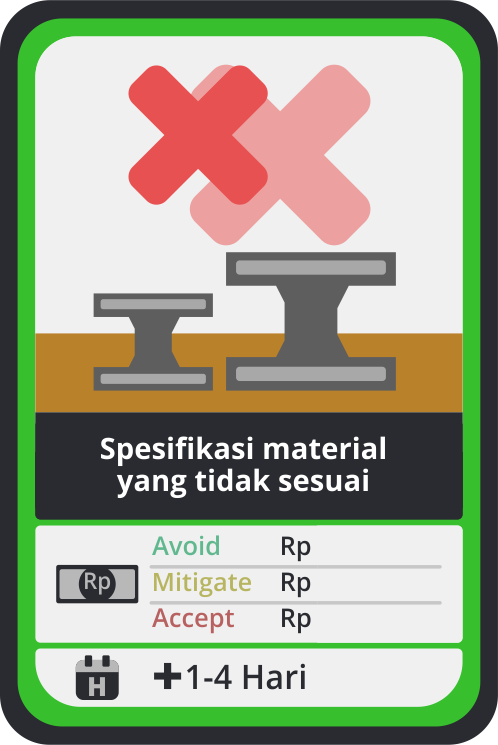 Spesifikasi material
yang tidak sesuai
Avoid Rp
Rp Mitigate Rp
Accept Rp
H +1-4 Hari